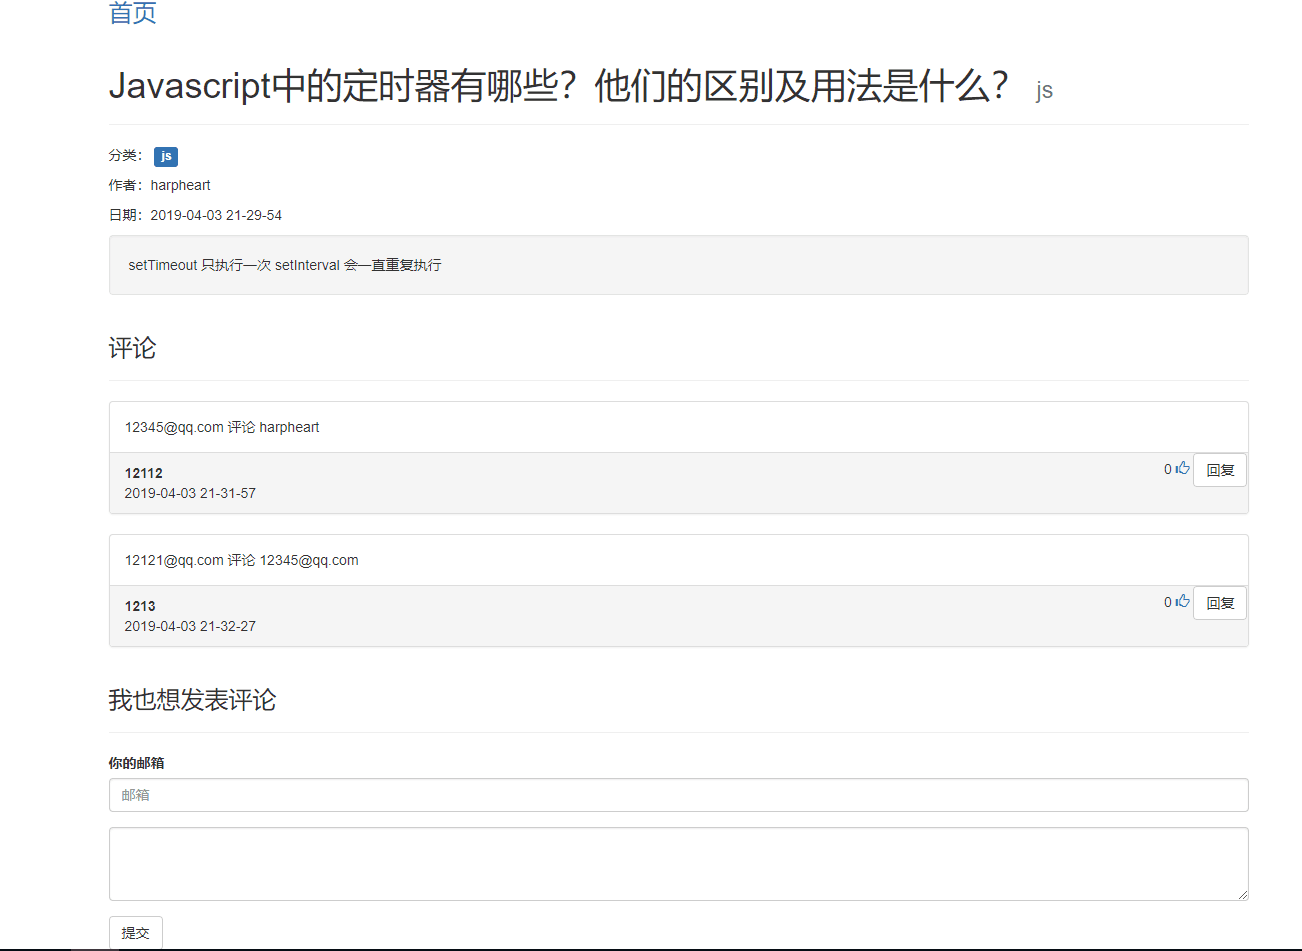 首页
Javascript中的定时器有哪些？他们的区别及用法是什么？ js
分类： js
作者：harpheart
日期：2019-04-03 21-29-54
setTimeout 只执行一次 setInterval 会一直重复执行
评论
12345@qq.com 评论 harpheart
12112
0 回复
2019-04-03 21-31-57
12121@qq.com 评论 12345@qq.com
1213
0 回复
2019-04-03 21-32-27
我也想发表评论
你的邮箱
邮箱
提交